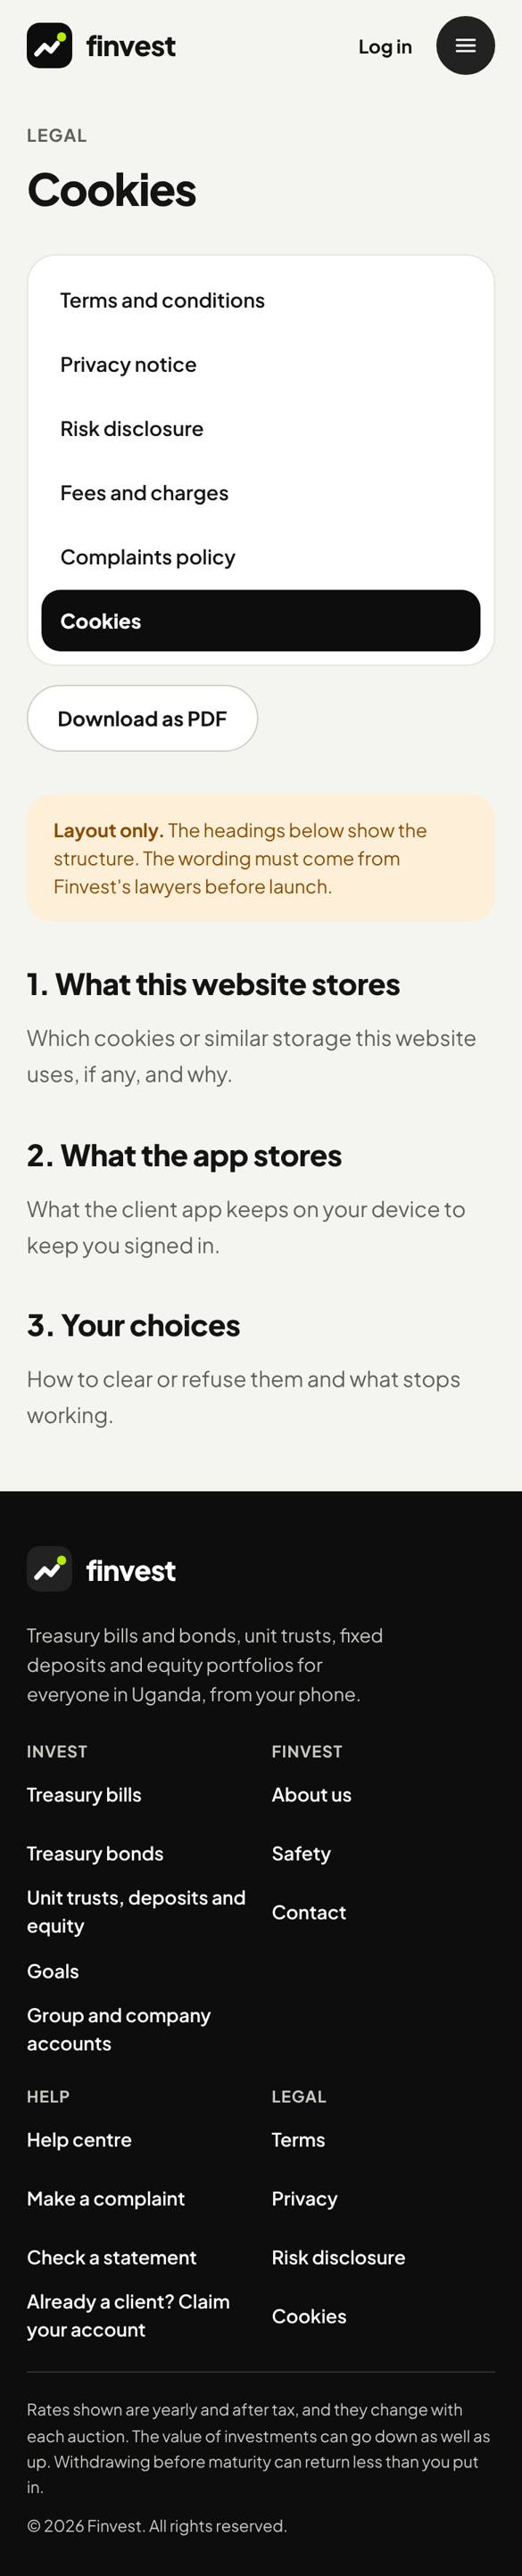 finvest
Log in
LEGAL
Cookies
Terms and conditions
Privacy notice
Risk disclosure
Fees and charges
Complaints policy
Cookies
Download as PDF
Layout only. The headings below show the
structure. The wording must come from
Finvest's lawyers before launch.
1. What this website stores
Which cookies or similar storage this website
uses, if any, and why.
2. What the app stores
What the client app keeps on your device to
keep you signed in.
3. Your choices
How to clear or refuse them and what stops
working.
finvest
Treasury bills and bonds, unit trusts, fixed
deposits and equity portfolios for
everyone in Uganda, from your phone.
INVEST
Treasury bills
Treasury bonds
Unit trusts, deposits and
equity
Goals
Group and company
accounts
FINVEST
About us
Safety
Contact
HELP
Help centre
Make a complaint
Check a statement
Already a client? Claim
your account
LEGAL
Terms
Privacy
Risk disclosure
Cookies
Rates shown are yearly and after tax, and they change with
each auction. The value of investments can go down as well as
up. Withdrawing before maturity can return less than you put
in.
© 2026 Finvest. All rights reserved.